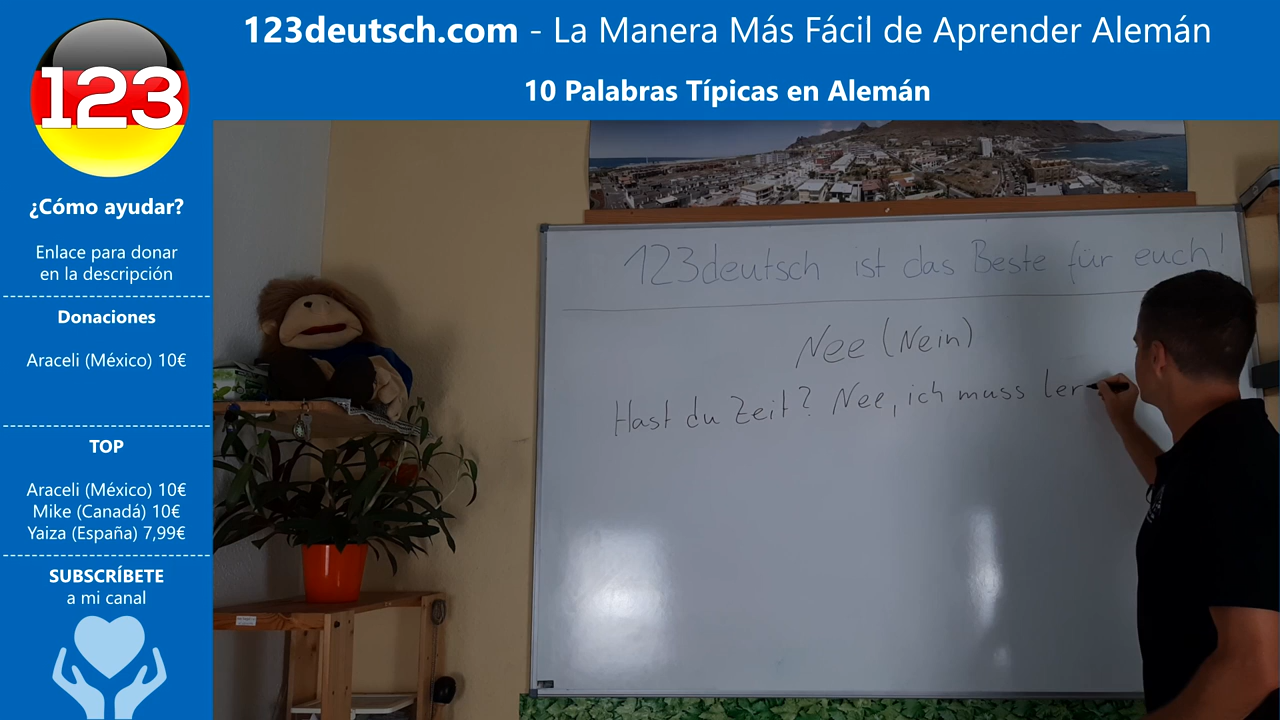 123deutsch.com - La Manera Más Fácil de Aprender Alemán
10 Palabras Típicas en Alemán
123
¿Cómo ayudar?
Enlace para donar
en la descripción
Donaciones
Araceli (México) 10€
TOP
Araceli (México) 10€
Mike (Canadá) 10€
Yaiza (España) 7,99€
SUBSCRÍBETE
a mi canal
123deutsch ist das Beste für euch!
Nee (Nein)
Hast du Zeit? Nee, ich muss ler